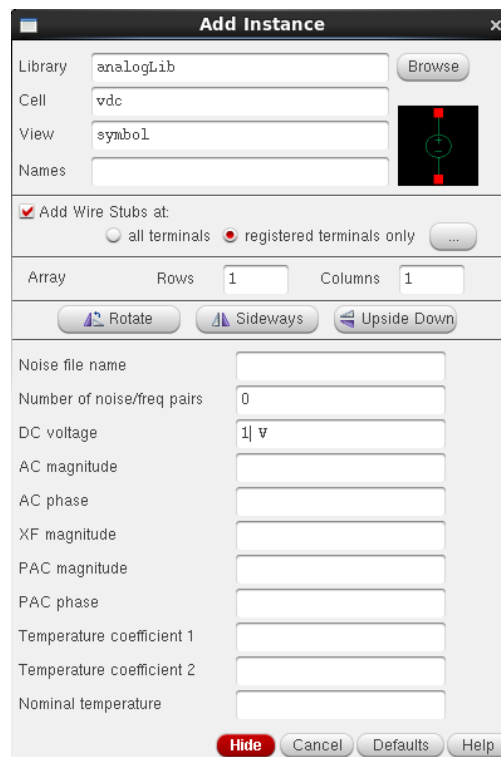 Add Instance
Library analogLib Browse
Cell vdc
View symbol
Names
Add Wire Stubs at:
all terminals registered terminals only ...
Array Rows 1 Columns 1
Rotate Sideways Upside Down
Noise file name
Number of noise/freq pairs 0
DC voltage 1 V
AC magnitude
AC phase
XF magnitude
PAC magnitude
PAC phase
Temperature coefficient 1
Temperature coefficient 2
Nominal temperature
Hide Cancel Defaults Help